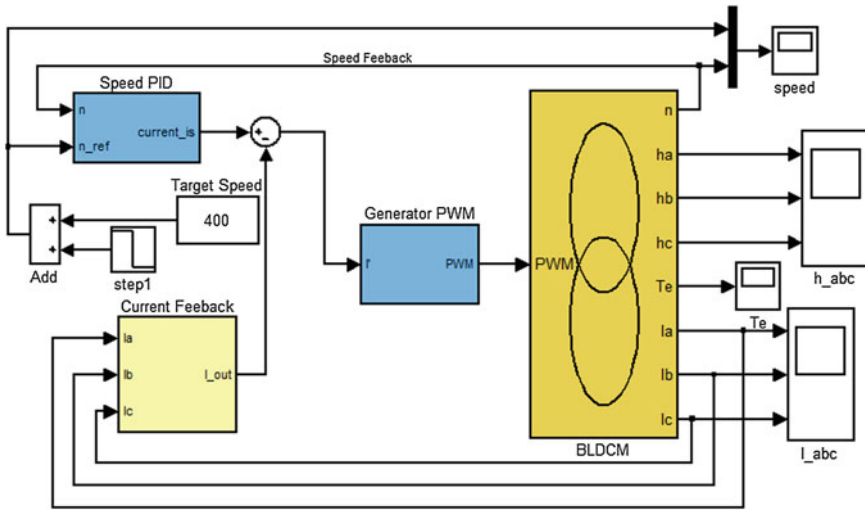 Speed Feeback
Speed PID
n
n_ref
current_is
+
-
speed
Target Speed
400
+
+
Add
step1
Generator PWM
I'
PWM
PWM
n
ha
hb
hc
Te
Ia
Ib
Ic
BLDCM
h_abc
Te
I_abc
Current Feeback
Ia
Ib
Ic
I_out